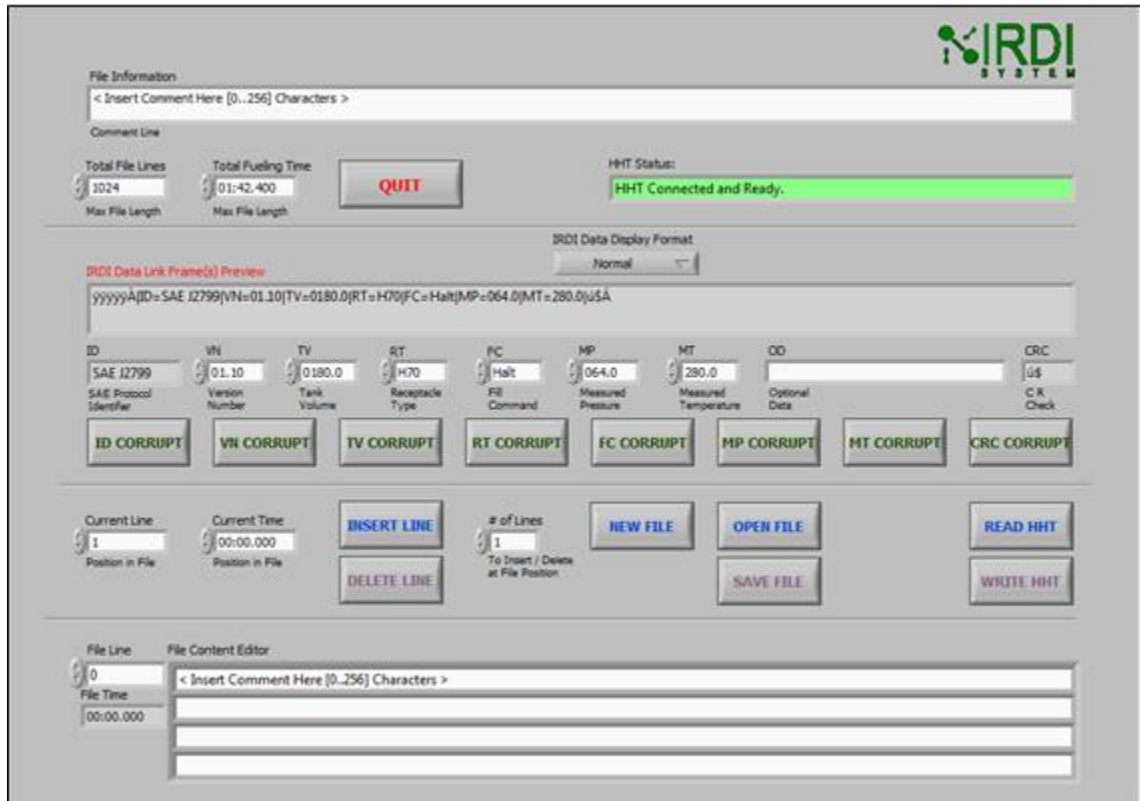 IRDI
SYSTEM
File Information
< Insert Comment Here [0..256] Characters >
Comment Line
Total File Lines
Total Fueling Time
HHT Status:
1024
01:42.400
QUIT
HHT Connected and Ready.
Max File Length
Max File Length
IRDI Data Display Format
Normal
IRDI Data Link Frame(s) Preview
ÿÿÿÿÿÀ|ID=SAE J2799|VN=01.10|TV=0180.0|RT=H70|FC=Halt|MP=064.0|MT=280.0|ú$Á
ID VN TV RT FC MP MT OD CRC
SAE J2799 01.10 0180.0 H70 Halt 064.0 280.0 ú$
SAE Protocol Identifier
Version Number
Tank Volume
Receptacle Type
Fill Command
Measured Pressure
Measured Temperature
Optional Data
C R Check
ID CORRUPT VN CORRUPT TV CORRUPT RT CORRUPT FC CORRUPT MP CORRUPT MT CORRUPT CRC CORRUPT
Current Line
1
Position in File
Current Time
00:00.000
Position in File
INSERT LINE
DELETE LINE
# of Lines
1
To Insert / Delete
at File Position
NEW FILE
OPEN FILE
SAVE FILE
READ HHT
WRITE HHT
File Line
0
File Time
00:00.000
File Content Editor
< Insert Comment Here [0..256] Characters >